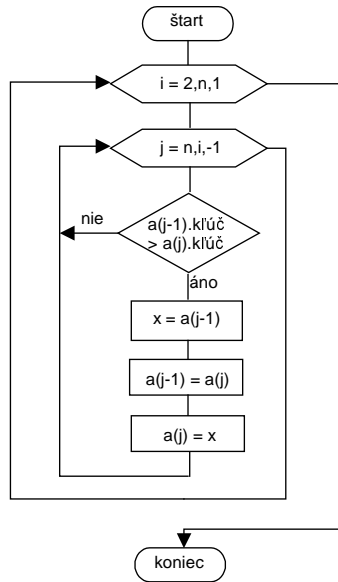 štart
i = 2,n,1
j = n,i,-1
nie
a(j-1).kľúč
> a(j).kľúč
áno
x = a(j-1)
a(j-1) = a(j)
a(j) = x
koniec